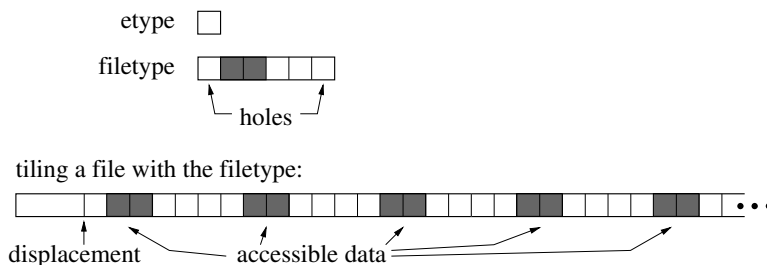 etype
filetype
holes
tiling a file with the filetype:
displacement
accessible data